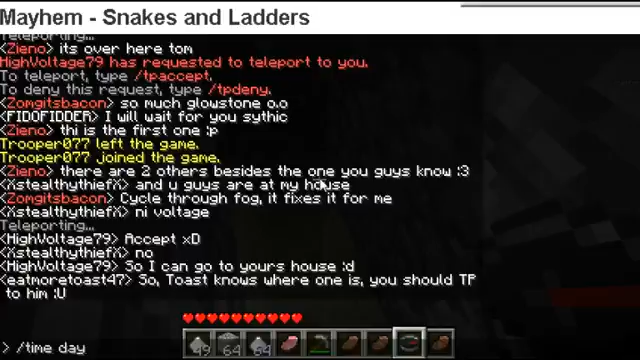 Mayhem - Snakes and Ladders
Teleporting...
<Zieno> its over here tom
HighVoltage79 has requested to teleport to you.
To teleport, type /tpaccept.
To deny this request, type /tpdeny.
<Zomgitsbacon> so much glowstone o.o
<FIDOFIDDER> I will wait for you sythic
<Zieno> thi is the first one :p
Trooper077 left the game.
Trooper077 joined the game.
<Zieno> there are 2 others besides the one you guys know :3
<XstealthythiefX> and u guys are at my house
<Zomgitsbacon> Cycle through fog, it fixes it for me
<XstealthythiefX> ni voltage
Teleporting...
<HighVoltage79> Accept xD
<XstealthythiefX> no
<HighVoltage79> So I can go to yours house :d
<eatmoretoast47> So, Toast knows where one is, you should TP
to him :U
49 64 64
> /time day